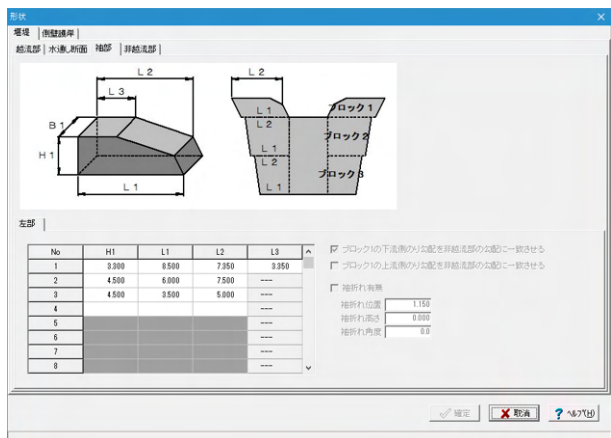 形状
堰堤 側壁護岸
越流部 水通し断面 袖部 非越流部
L 2
L 3
B 1
H 1
L 1
L 2
L 1
ブロック 1
L 2
ブロック 2
L 1
L 2
ブロック 3
L 1
左部
No H1 L1 L2 L3
1 3.300 8.500 7.350 3.350
2 4.500 6.000 7.500 ---
3 4.500 3.500 5.000 ---
4 ---
5 ---
6 ---
7 ---
8 ---
ブロック1の下流側のり勾配を非越流部の勾配に一致させる
ブロック1の上流側のり勾配を非越流部の勾配に一致させる
袖折れ有無
袖折れ位置 1.150
袖折れ高さ 0.000
袖折れ角度 0.0
確定 取消 ? ヘルプ(H)